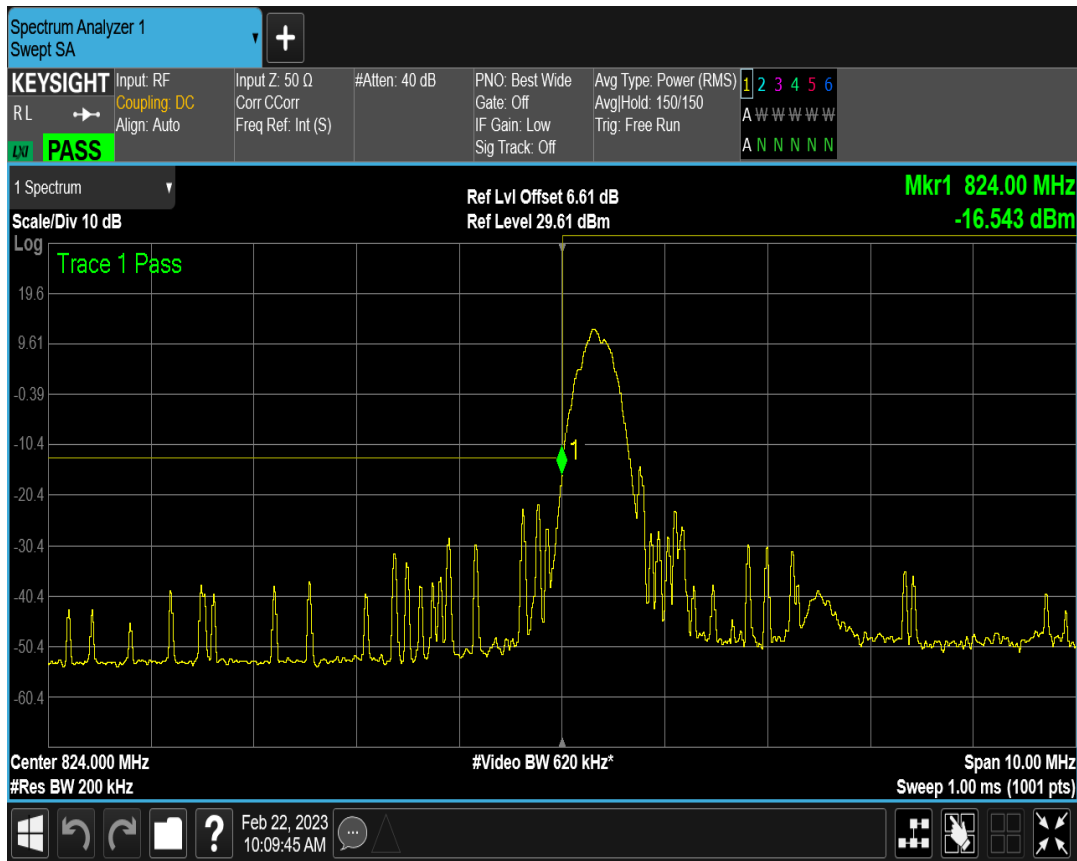 Spectrum Analyzer 1
Swept SA
+
KEYSIGHT Input: RF Input Z: 50 Ω #Atten: 40 dB PNO: Best Wide Avg Type: Power (RMS) 1 2 3 4 5 6
RL Coupling: DC Corr CCorr Gate: Off Avg|Hold: 150/150
Align: Auto Freq Ref: Int (S) IF Gain: Low Trig: Free Run A W W W W W
LXI PASS Sig Track: Off A N N N N N
1 Spectrum
Ref Lvl Offset 6.61 dB Mkr1 824.00 MHz
Scale/Div 10 dB Ref Level 29.61 dBm -16.543 dBm
Log
Trace 1 Pass
19.6
9.61
-0.39
-10.4
1
-20.4
-30.4
-40.4
-50.4
-60.4
Center 824.000 MHz #Video BW 620 kHz* Span 10.00 MHz
#Res BW 200 kHz Sweep 1.00 ms (1001 pts)
? Feb 22, 2023
10:09:45 AM